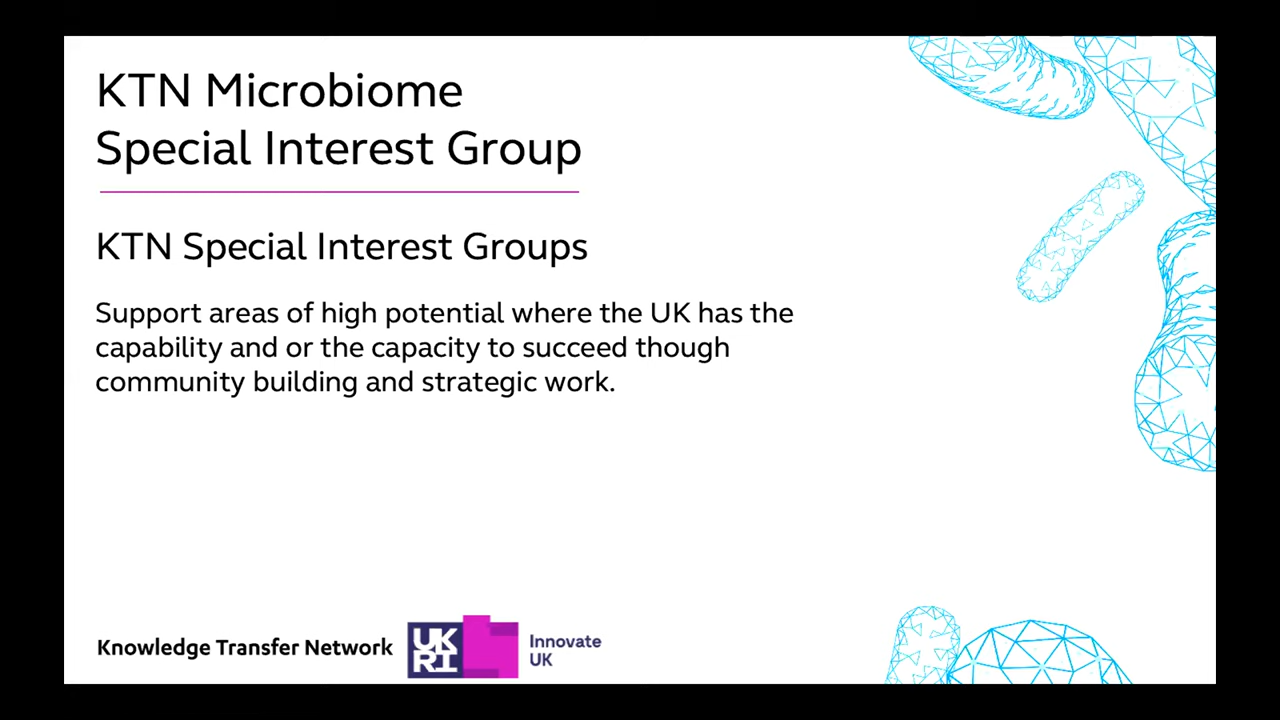 KTN Microbiome
Special Interest Group
KTN Special Interest Groups
Support areas of high potential where the UK has the
capability and or the capacity to succeed though
community building and strategic work.
Knowledge Transfer Network
UK
RI
Innovate
UK